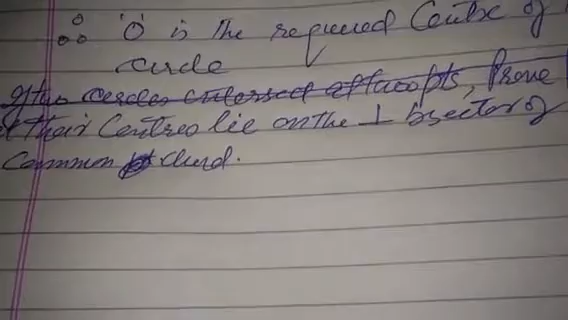 ∴ 'O' is the required Centre of
circle
If two circles intersect at two pts, Prove
that their Centres lie on the ⊥ bisector of
Common chord.